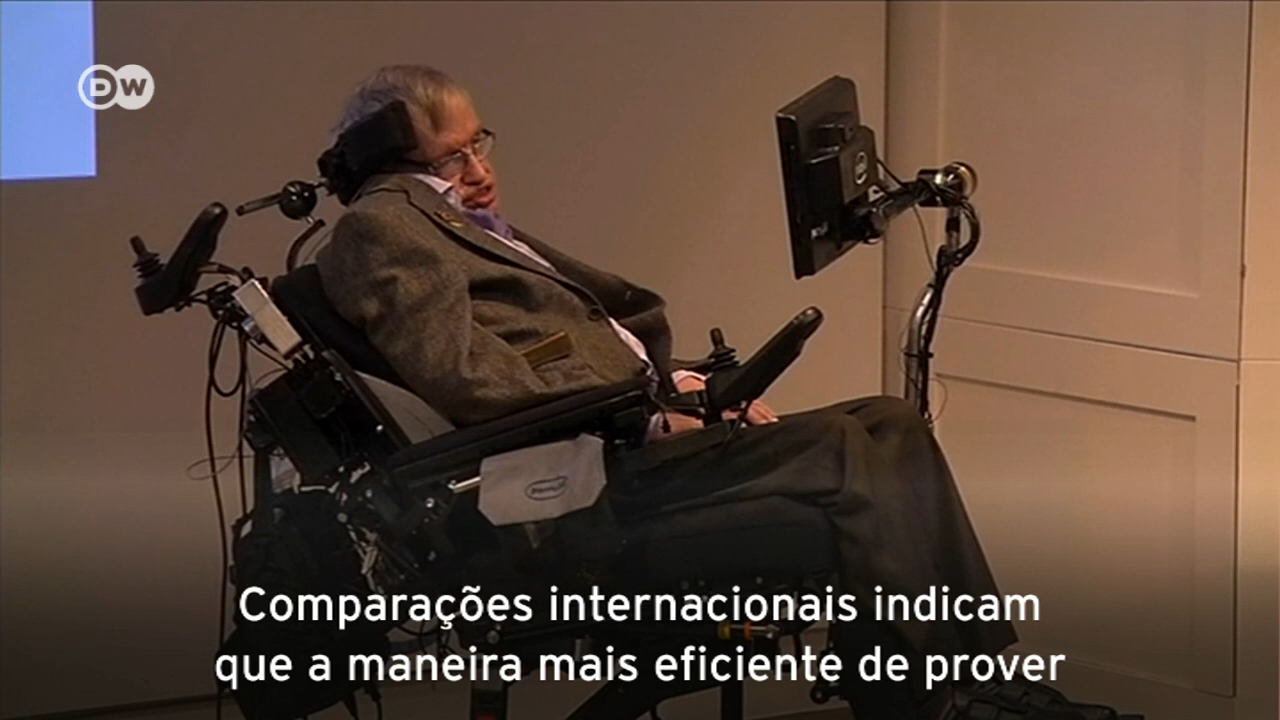 DW
Comparações internacionais indicam
que a maneira mais eficiente de prover